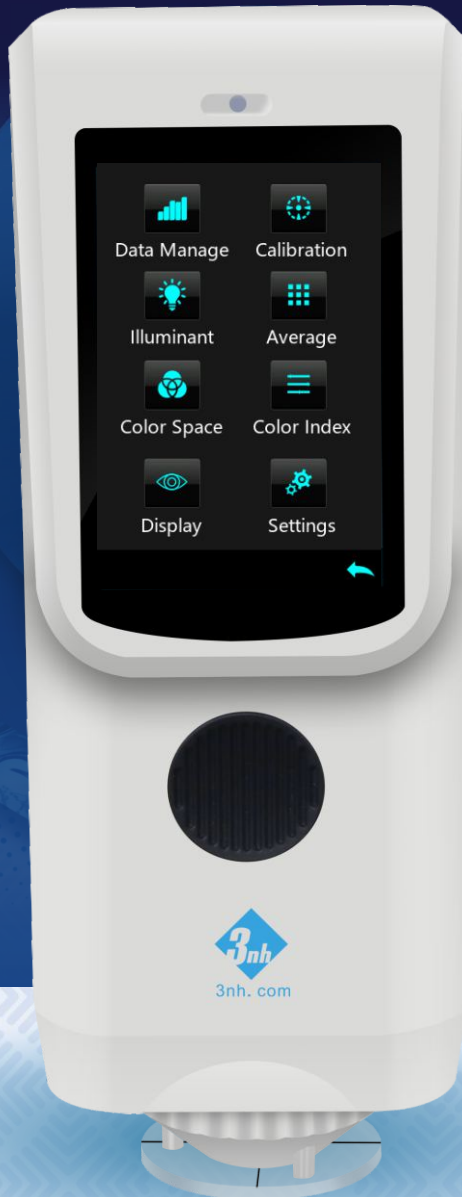 Data Manage Calibration
Illuminant Average
Color Space Color Index
Display Settings
3nh
3nh. com